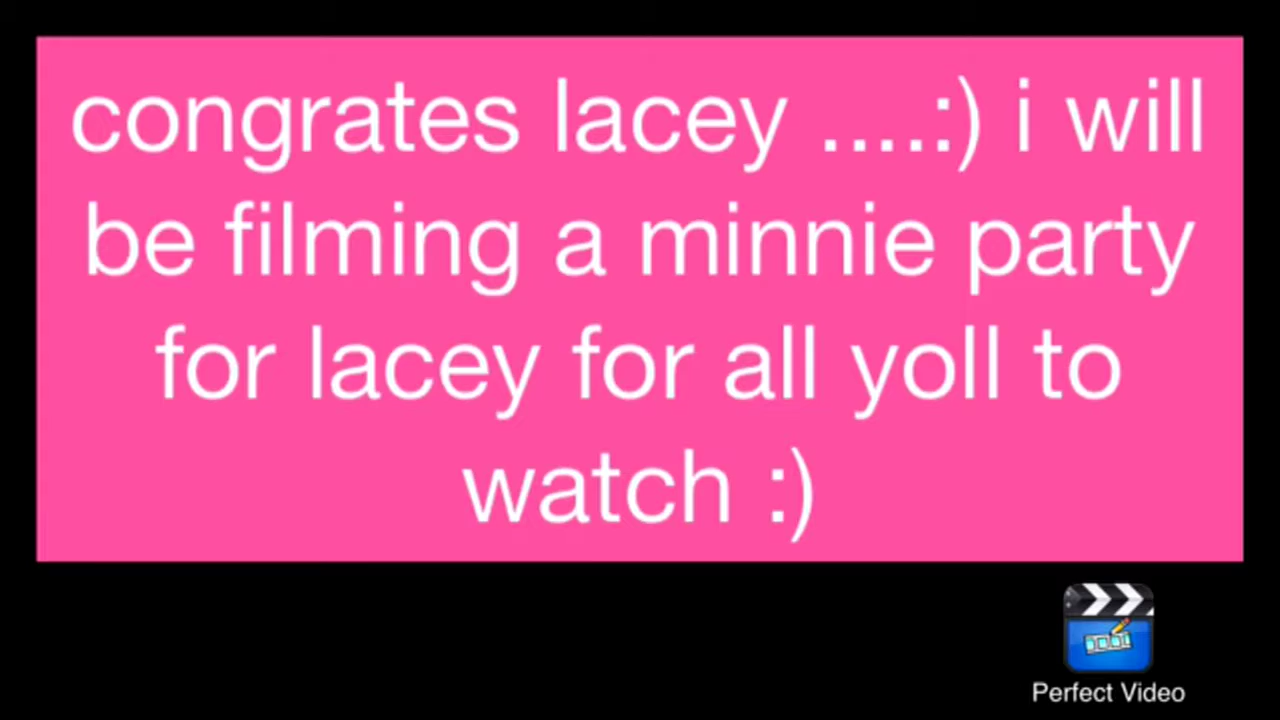 congrates lacey ....:) i will
be filming a minnie party
for lacey for all yoll to
watch :)
Perfect Video